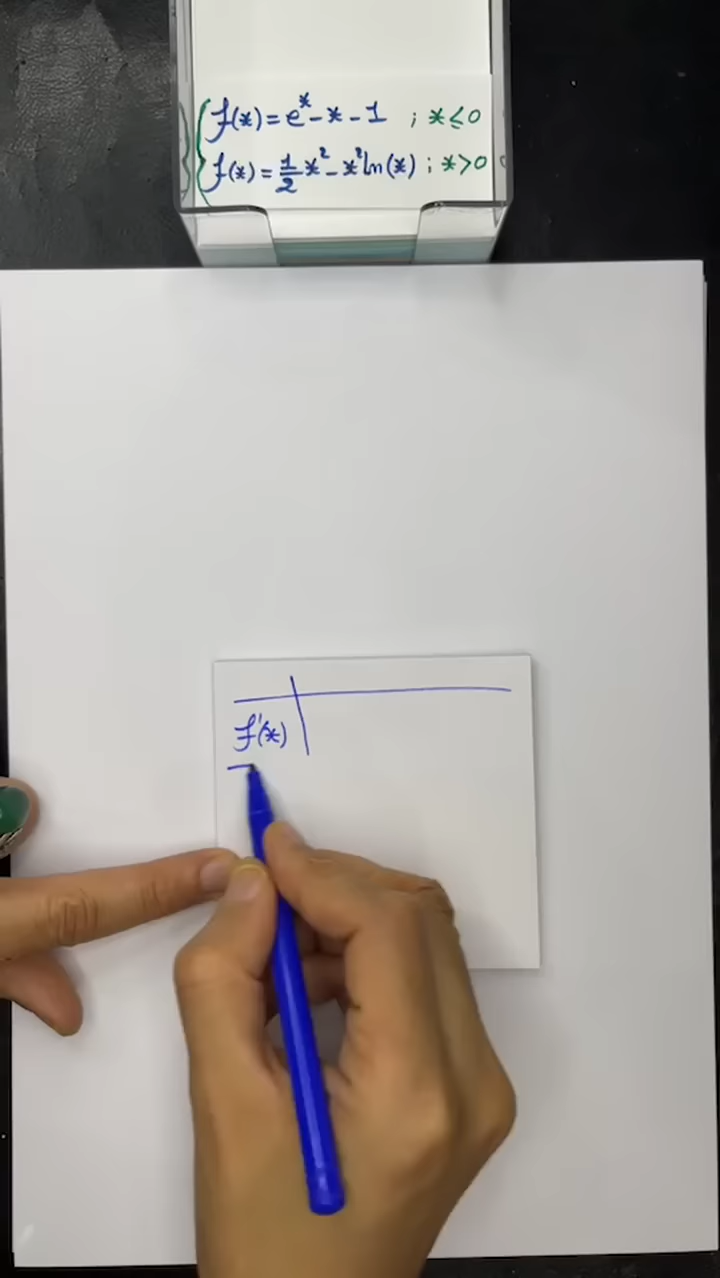 f(x) = e^x - x - 1 ; x ≤ 0
f(x) = 1/2 x² - x² ln(x) ; x > 0
f'(x)